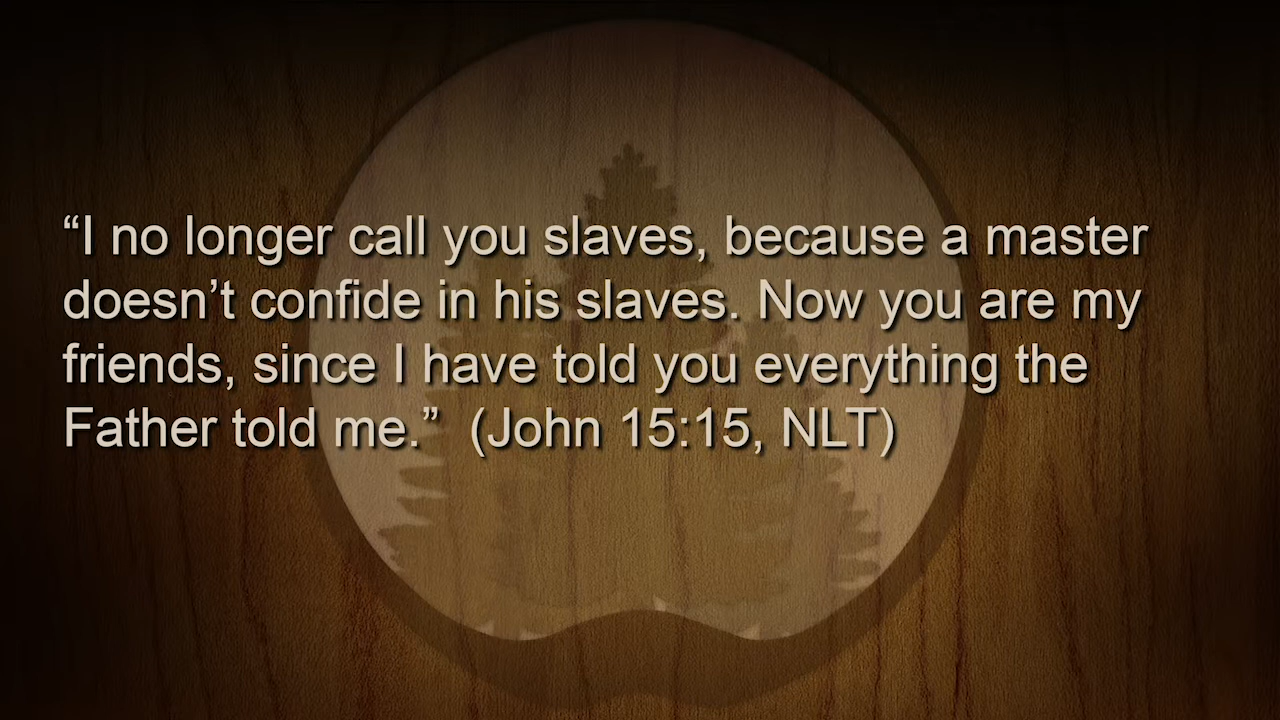 “I no longer call you slaves, because a master
doesn’t confide in his slaves. Now you are my
friends, since I have told you everything the
Father told me.”  (John 15:15, NLT)